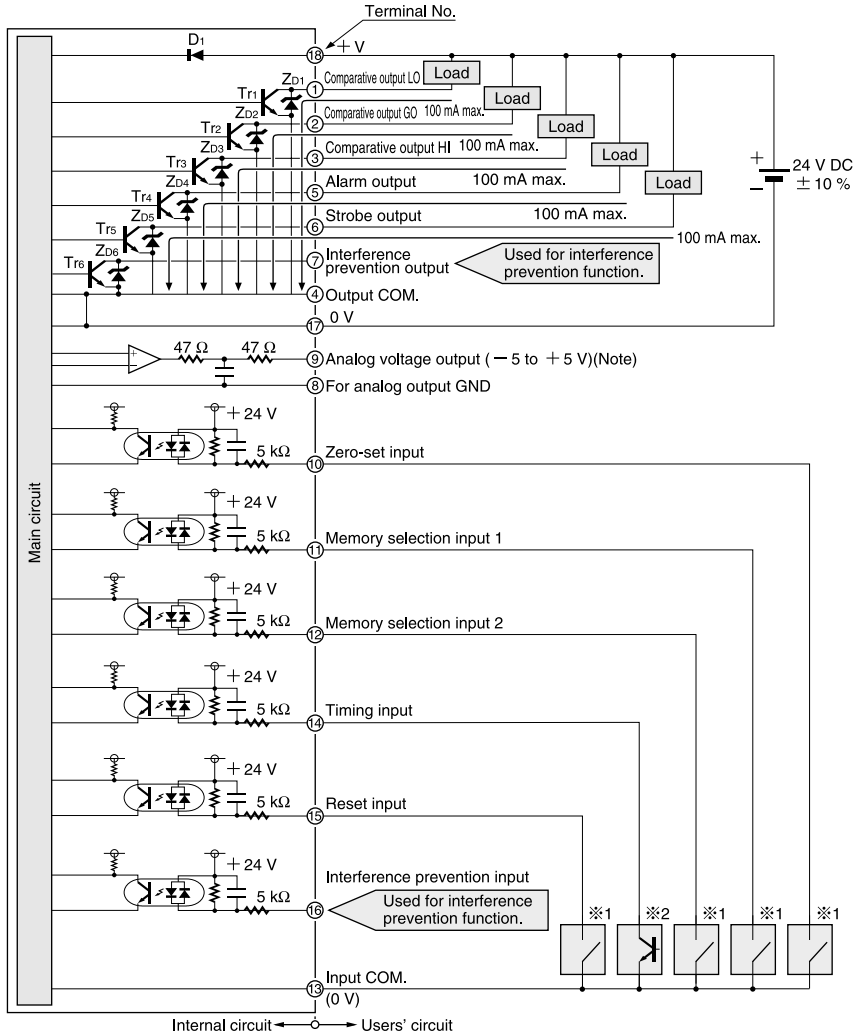 Terminal No.
D1
18 + V
ZD1 1 Comparative output LO Load
Tr1 100 mA max. Load
ZD2 2 Comparative output GO
Tr2 100 mA max. Load
ZD3 3 Comparative output HI
Tr3 100 mA max. Load
ZD4 5 Alarm output
Tr4 100 mA max. Load
ZD5 6 Strobe output
Tr5 100 mA max.
ZD6 7 Interference prevention output
Tr6
Used for interference
prevention function.
+
−
24 V DC
± 10 %
4 Output COM.
17 0 V
+
−
47 Ω 47 Ω 9 Analog voltage output ( − 5 to + 5 V)(Note)
8 For analog output GND
Main circuit
+ 24 V
5 kΩ
10 Zero-set input
+ 24 V
5 kΩ
11 Memory selection input 1
+ 24 V
5 kΩ
12 Memory selection input 2
+ 24 V
5 kΩ
14 Timing input
+ 24 V
5 kΩ
15 Reset input
+ 24 V
5 kΩ
Interference prevention input
16 Used for interference
prevention function.
※1 ※2 ※1 ※1 ※1
13 Input COM.
(0 V)
Internal circuit Users' circuit